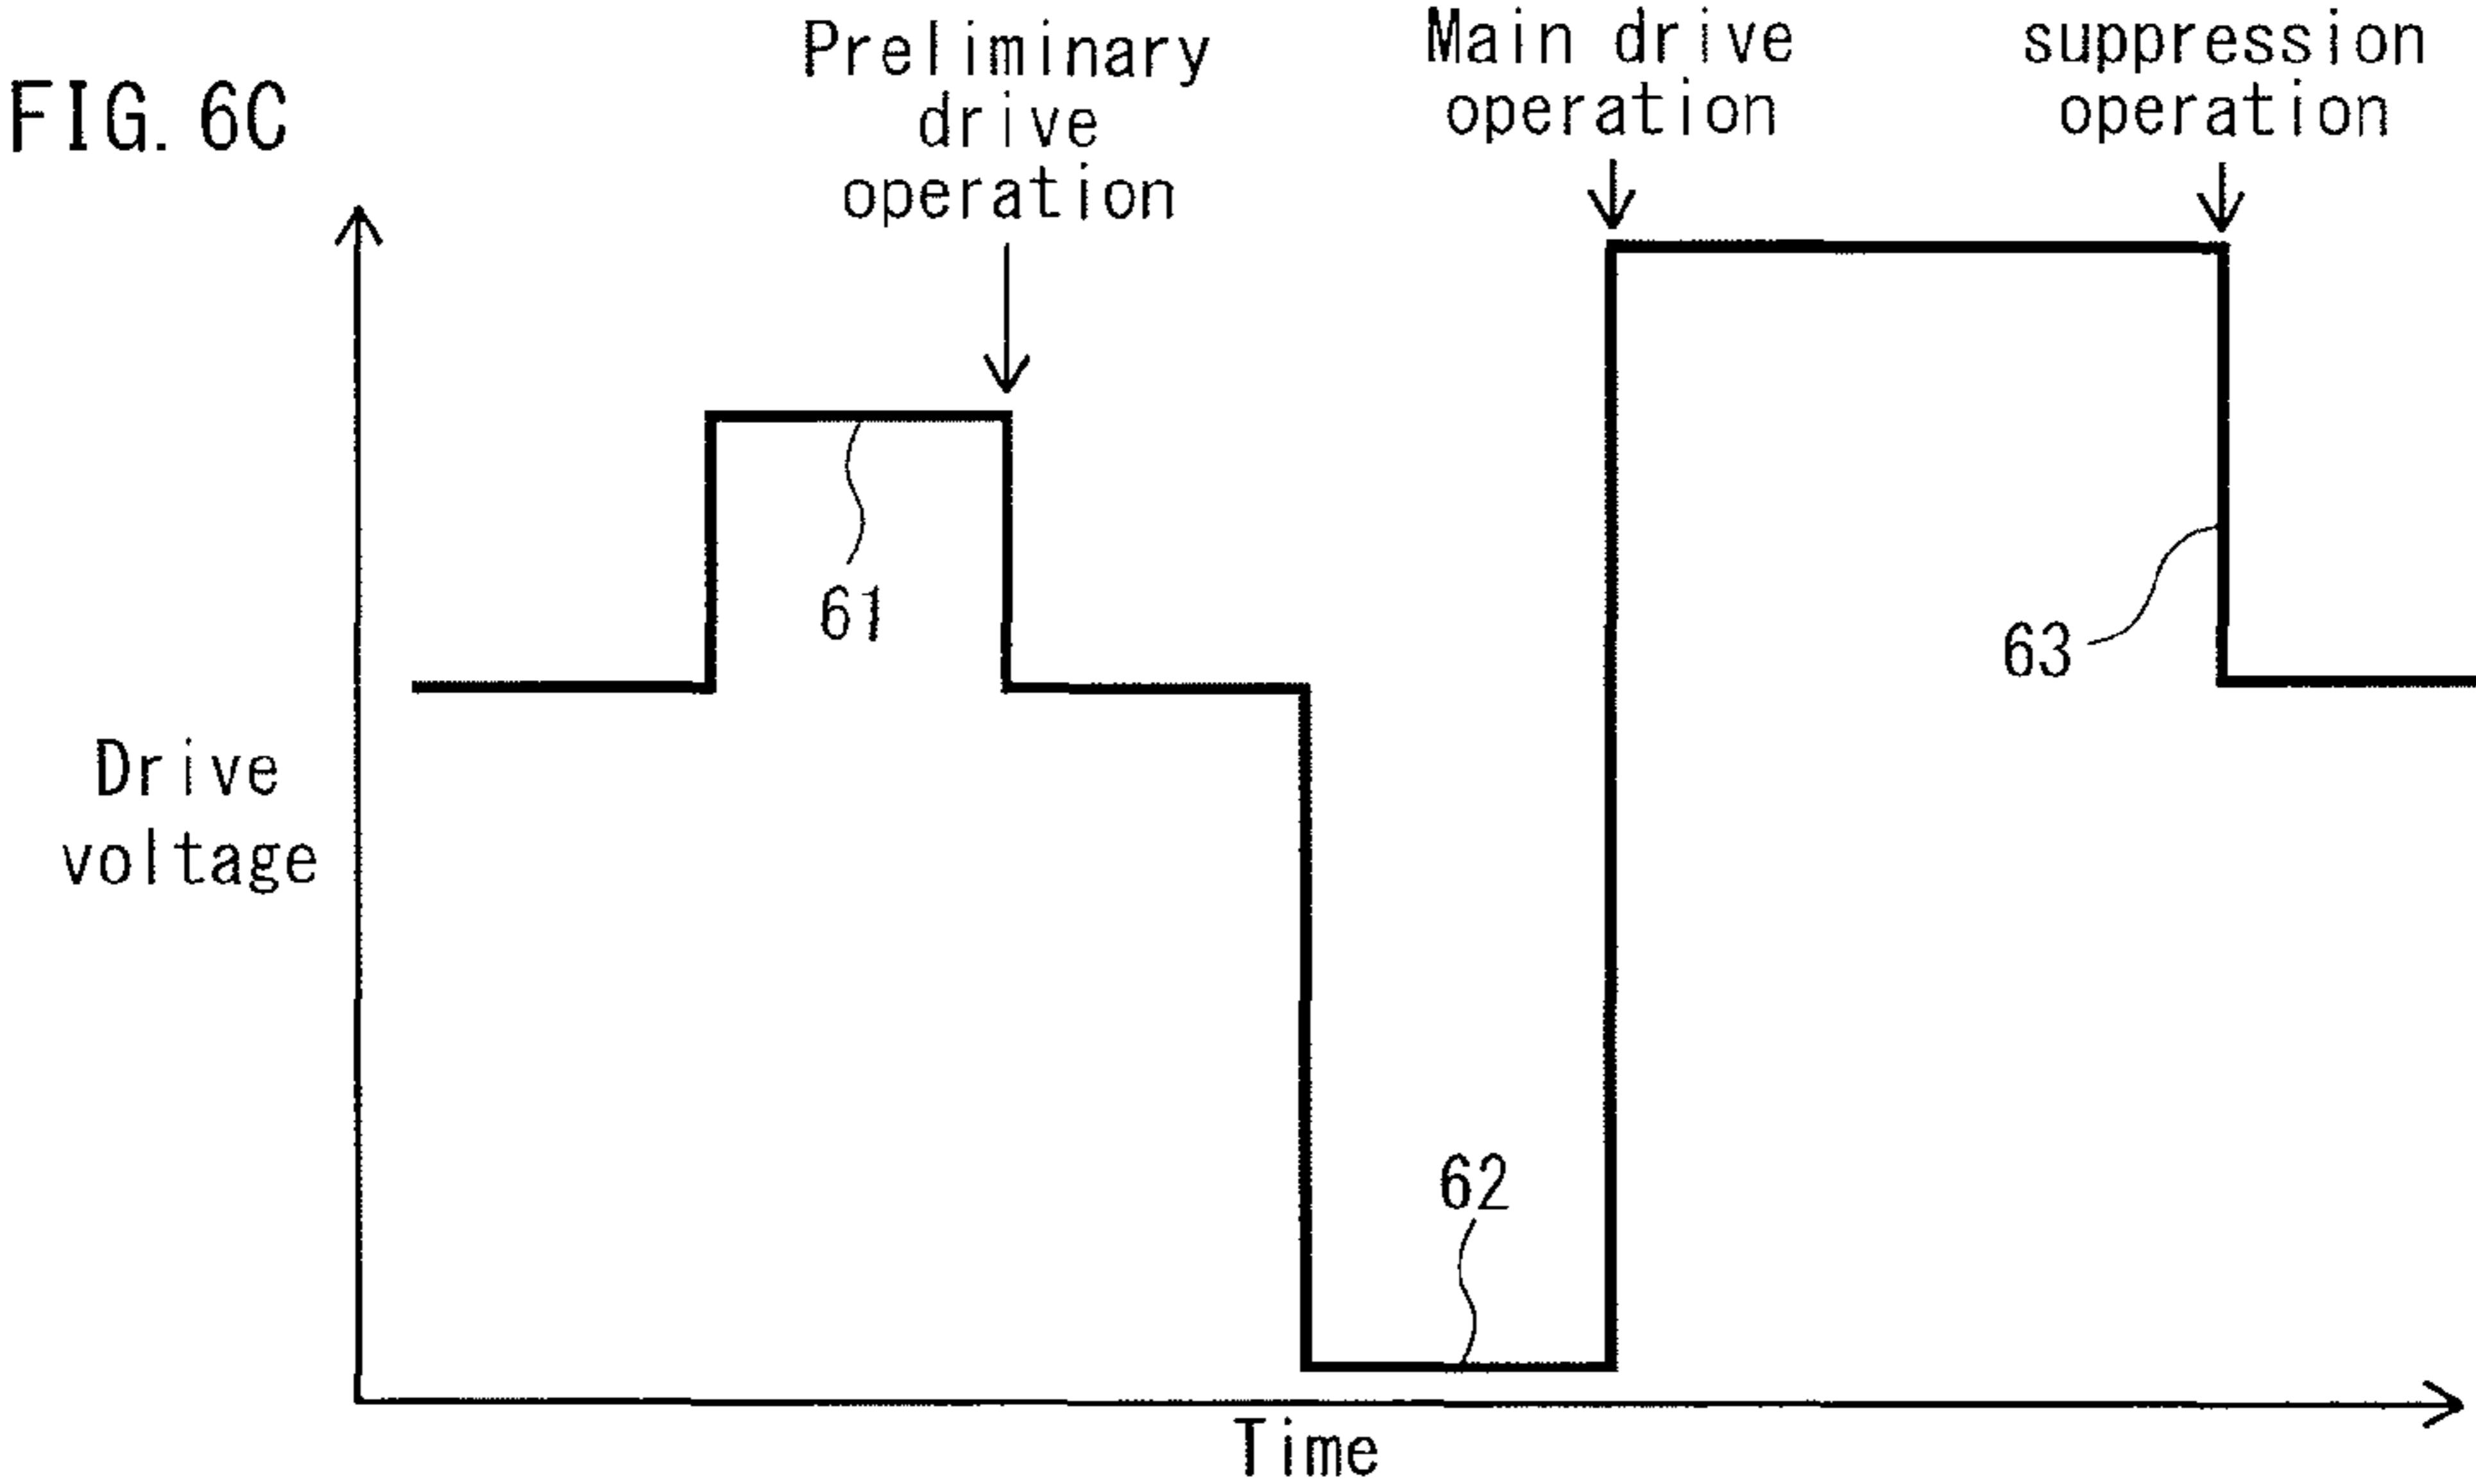 FIG. 6C
Preliminary
drive
operation
Main drive
operation
suppression
operation
61
63
Drive
voltage
62
Time